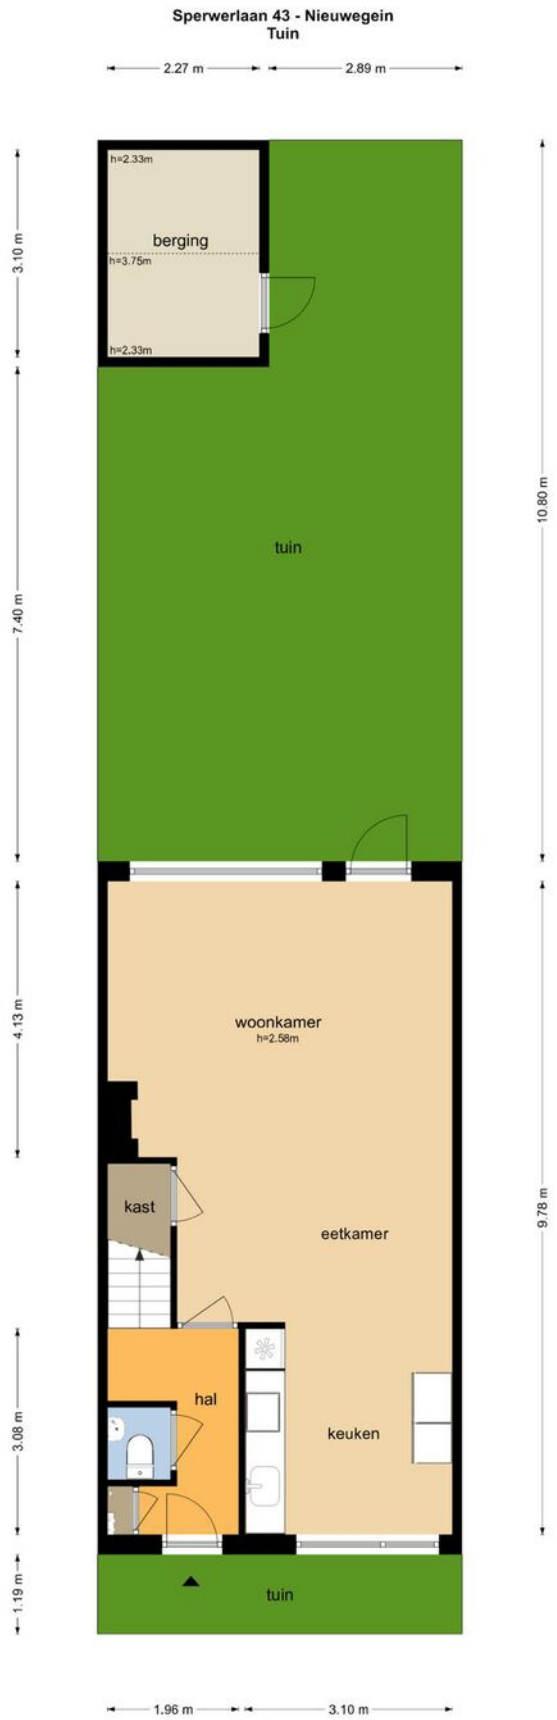 Sperwerlaan 43 - Nieuwegein
Tuin
2.27 m
2.89 m
h=2.33m
berging
h=3.75m
h=2.33m
3.10 m
10.80 m
tuin
7.40 m
woonkamer
h=2.58m
4.13 m
kast
eetkamer
9.78 m
hal
keuken
3.08 m
tuin
1.19 m
1.96 m
3.10 m